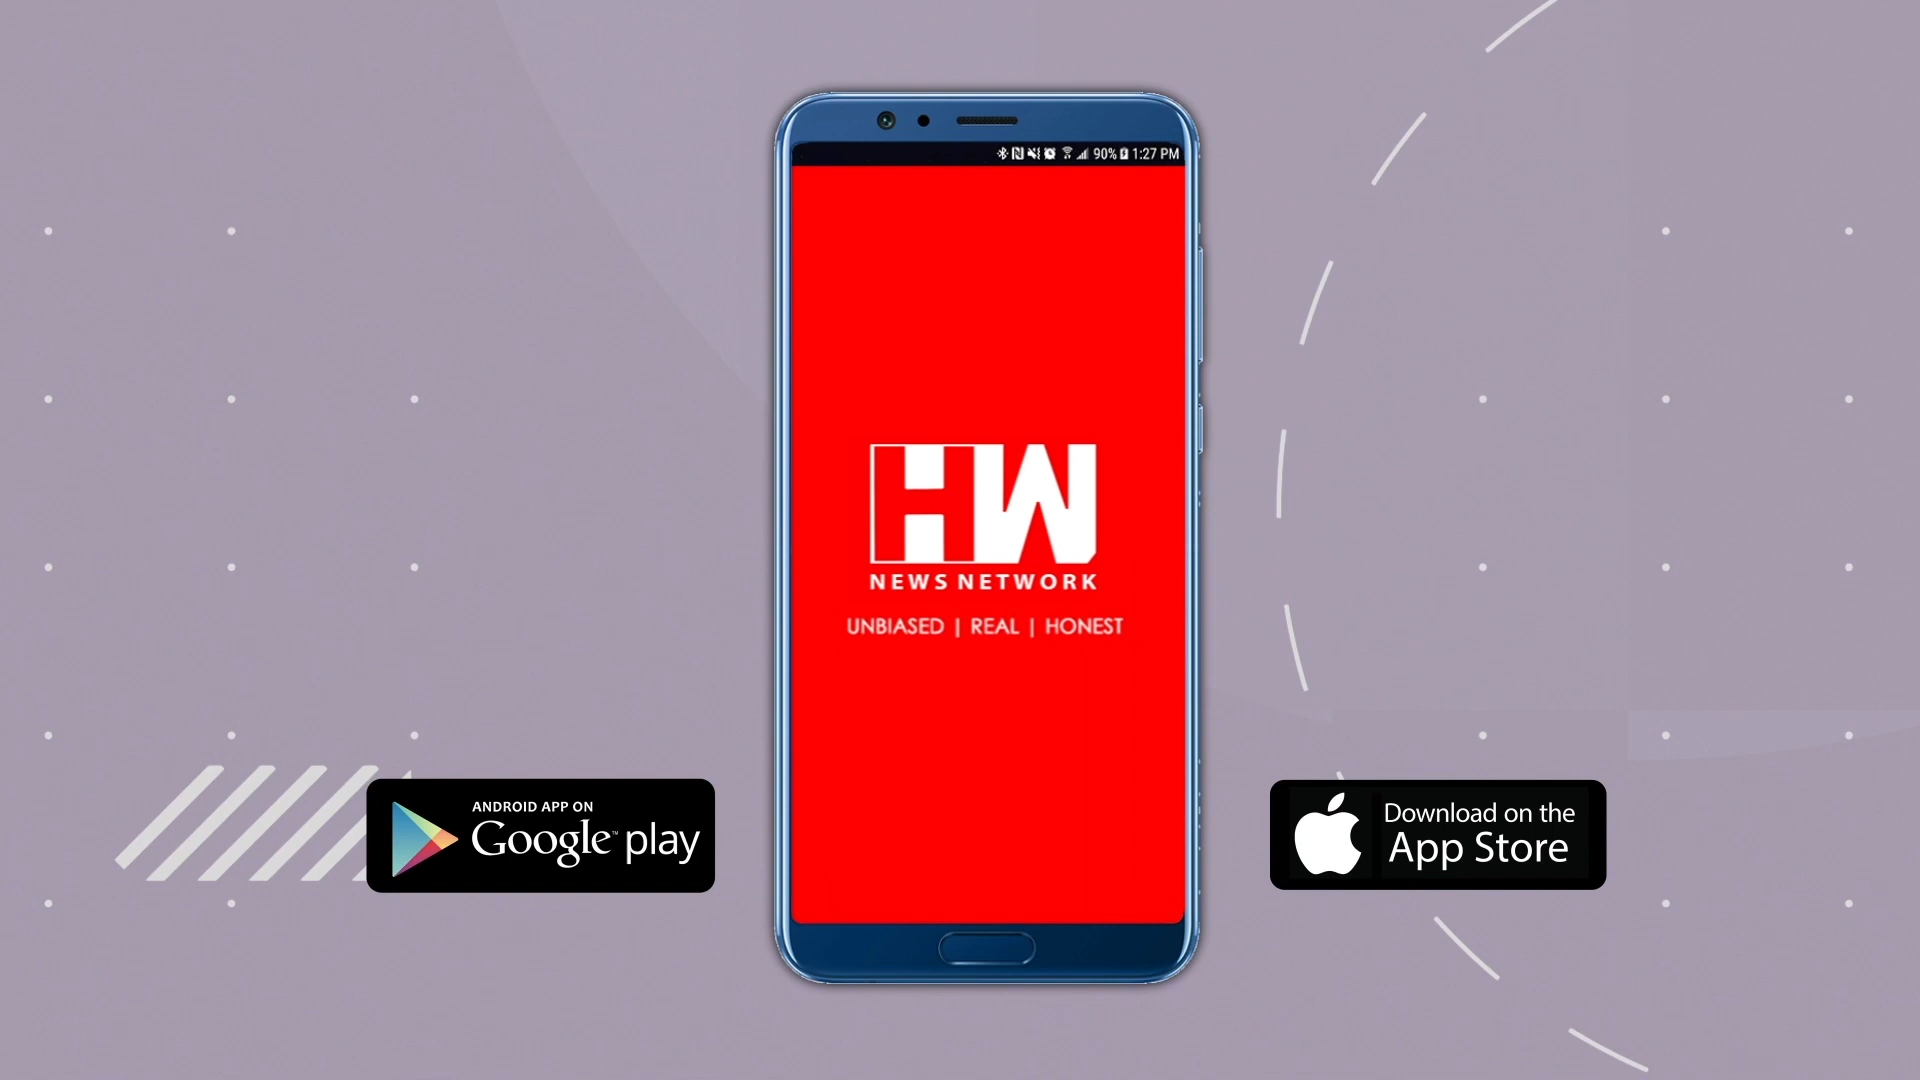 90% 1:27 PM
HW
NEWS NETWORK
UNBIASED | REAL | HONEST
ANDROID APP ON
Google™ play
Download on the
App Store